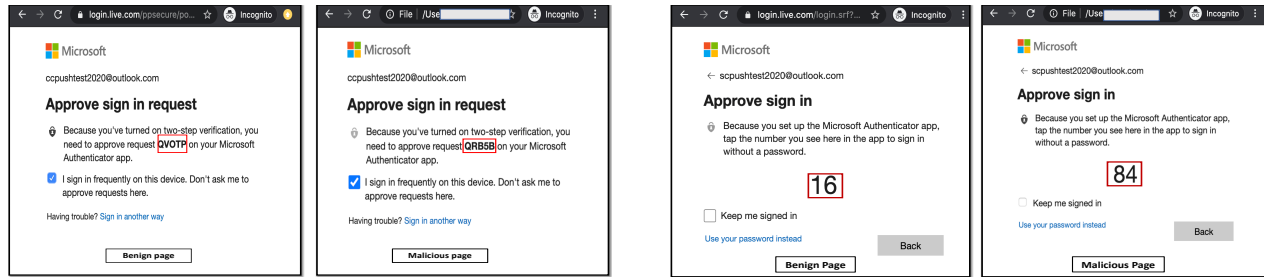 login.live.com/ppsecure/po... Incognito
Microsoft
ccpushtest2020@outlook.com
Approve sign in request
Because you've turned on two-step verification, you
need to approve request QVOTP on your Microsoft
Authenticator app.
I sign in frequently on this device. Don't ask me to
approve requests here.
Having trouble? Sign in another way
Benign page
File /Use Incognito
Microsoft
ccpushtest2020@outlook.com
Approve sign in request
Because you've turned on two-step verification, you
need to approve request QRB5B on your Microsoft
Authenticator app.
I sign in frequently on this device. Don't ask me to
approve requests here.
Having trouble? Sign in another way
Malicious page
login.live.com/login.srf?... Incognito
Microsoft
scpushtest2020@outlook.com
Approve sign in
Because you set up the Microsoft Authenticator app,
tap the number you see here in the app to sign in
without a password.
16
Keep me signed in
Use your password instead
Back
Benign Page
File /Use Incognito
Microsoft
scpushtest2020@outlook.com
Approve sign in
Because you set up the Microsoft Authenticator app,
tap the number you see here in the app to sign in
without a password.
84
Keep me signed in
Use your password instead
Back
Malicious Page